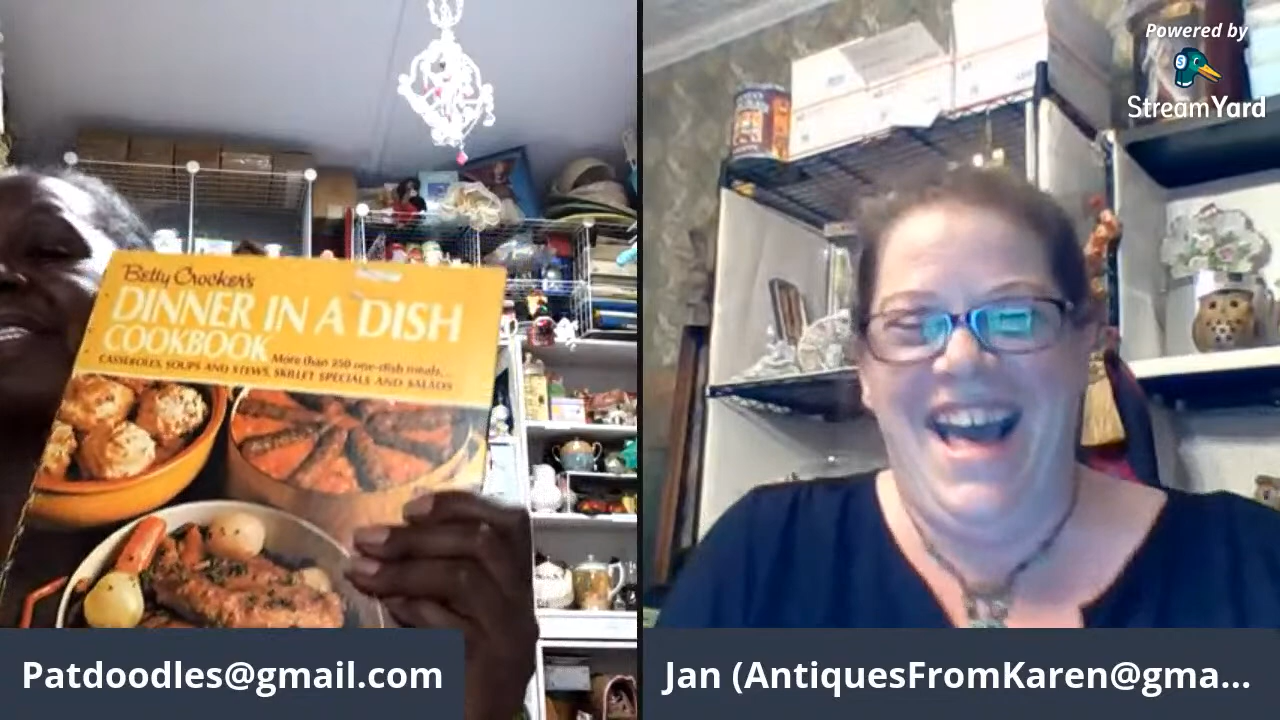 Betty Crocker's
DINNER IN A DISH
COOKBOOK More than 250 one-dish meals...
CASSEROLES, SOUPS AND STEWS, SKILLET SPECIALS AND SALADS
Powered by
StreamYard
Patdoodles@gmail.com
Jan (AntiquesFromKaren@gma...